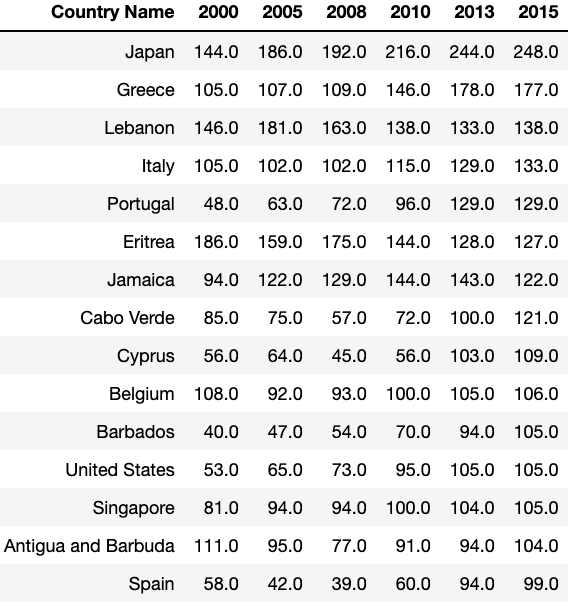 Country Name 2000 2005 2008 2010 2013 2015
Japan 144.0 186.0 192.0 216.0 244.0 248.0
Greece 105.0 107.0 109.0 146.0 178.0 177.0
Lebanon 146.0 181.0 163.0 138.0 133.0 138.0
Italy 105.0 102.0 102.0 115.0 129.0 133.0
Portugal 48.0 63.0 72.0 96.0 129.0 129.0
Eritrea 186.0 159.0 175.0 144.0 128.0 127.0
Jamaica 94.0 122.0 129.0 144.0 143.0 122.0
Cabo Verde 85.0 75.0 57.0 72.0 100.0 121.0
Cyprus 56.0 64.0 45.0 56.0 103.0 109.0
Belgium 108.0 92.0 93.0 100.0 105.0 106.0
Barbados 40.0 47.0 54.0 70.0 94.0 105.0
United States 53.0 65.0 73.0 95.0 105.0 105.0
Singapore 81.0 94.0 94.0 100.0 104.0 105.0
Antigua and Barbuda 111.0 95.0 77.0 91.0 94.0 104.0
Spain 58.0 42.0 39.0 60.0 94.0 99.0